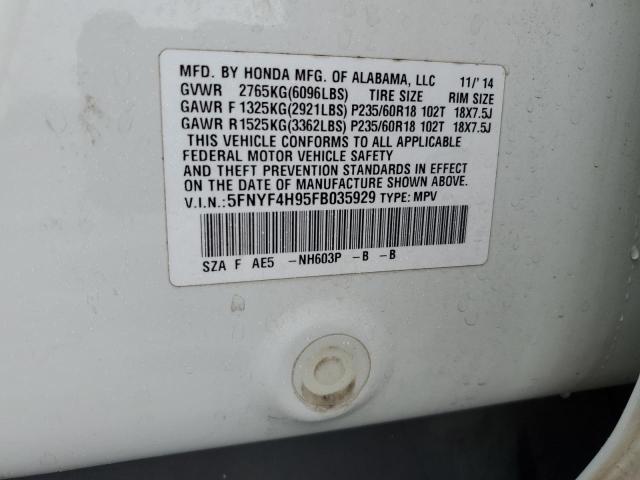 MFD. BY HONDA MFG. OF ALABAMA, LLC 11/'14
GVWR 2765KG(6096LBS) TIRE SIZE RIM SIZE
GAWR F1325KG(2921LBS) P235/60R18 102T 18X7.5J
GAWR R1525KG(3362LBS) P235/60R18 102T 18X7.5J
THIS VEHICLE CONFORMS TO ALL APPLICABLE
FEDERAL MOTOR VEHICLE SAFETY
AND THEFT PREVENTION STANDARDS IN EFFECT
ON THE DATE OF MANUFACTURE SHOWN ABOVE.
V.I.N.:5FNYF4H95FB035929 TYPE: MPV
SZA F AE5 -NH603P -B -B